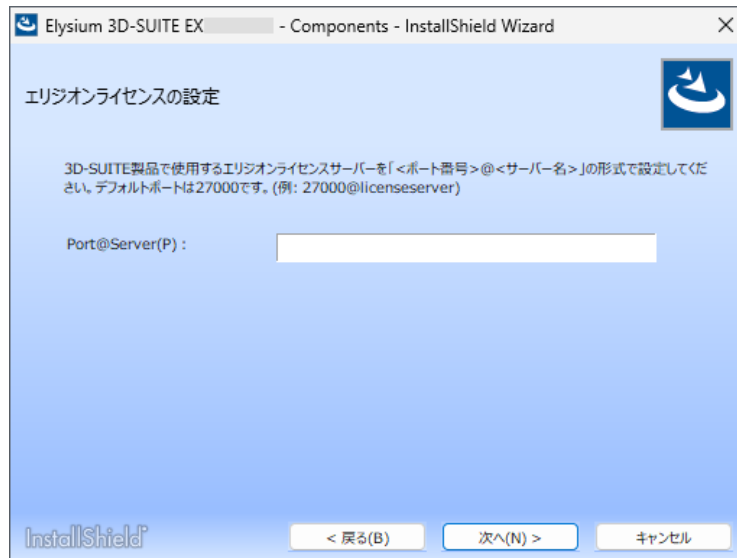 Elysium 3D-SUITE EX - Components - InstallShield Wizard
エリジオンライセンスの設定
3D-SUITE製品で使用するエリジオンライセンスサーバーを「<ポート番号>@<サーバー名>」の形式で設定してくだ
さい。デフォルトポートは27000です。(例: 27000@licenseserver)
Port@Server(P) :
InstallShield
< 戻る(B)
次へ(N) >
キャンセル